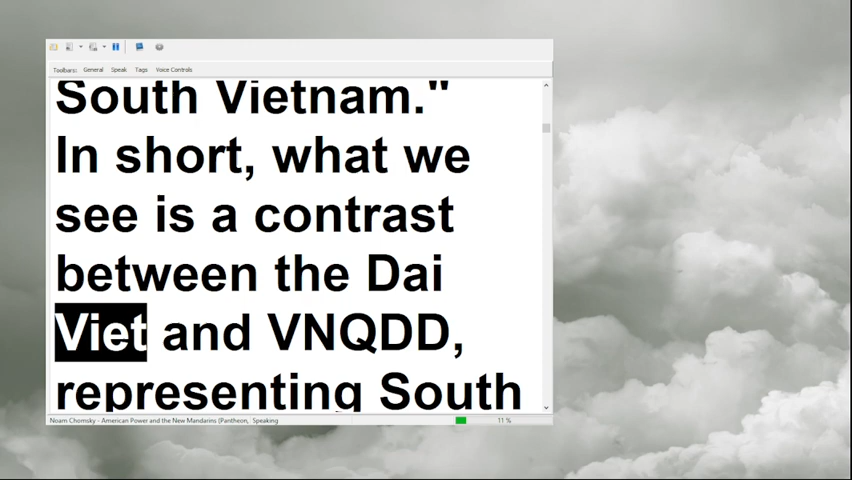 Toolbars: General Speak Tags Voice Controls
South Vietnam."
In short, what we
see is a contrast
between the Dai
Viet and VNQDD,
representing South
Noam Chomsky - American Power and the New Mandarins (Pantheon, Speaking 11 %